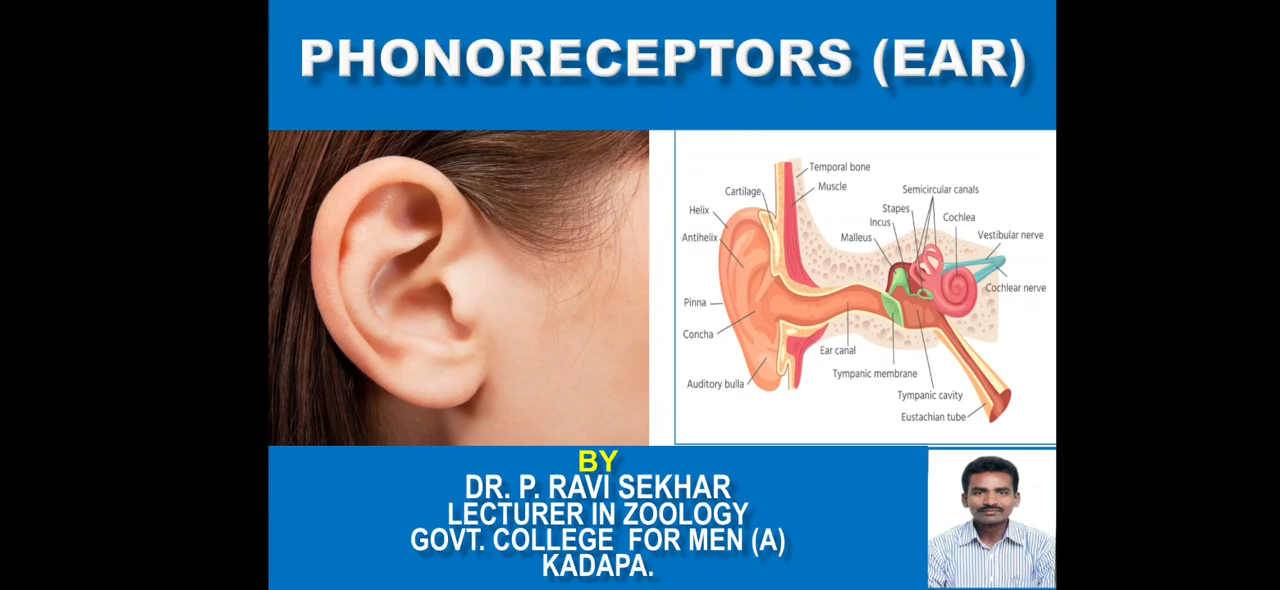 PHONORECEPTORS (EAR)
Temporal bone
Muscle
Cartilage
Helix
Antihelix
Pinna
Concha
Auditory bulla
Semicircular canals
Stapes
Cochlea
Incus
Malleus
Vestibular nerve
Cochlear nerve
Ear canal
Tympanic membrane
Tympanic cavity
Eustachian tube
BY
DR. P. RAVI SEKHAR
LECTURER IN ZOOLOGY
GOVT. COLLEGE FOR MEN (A)
KADAPA.